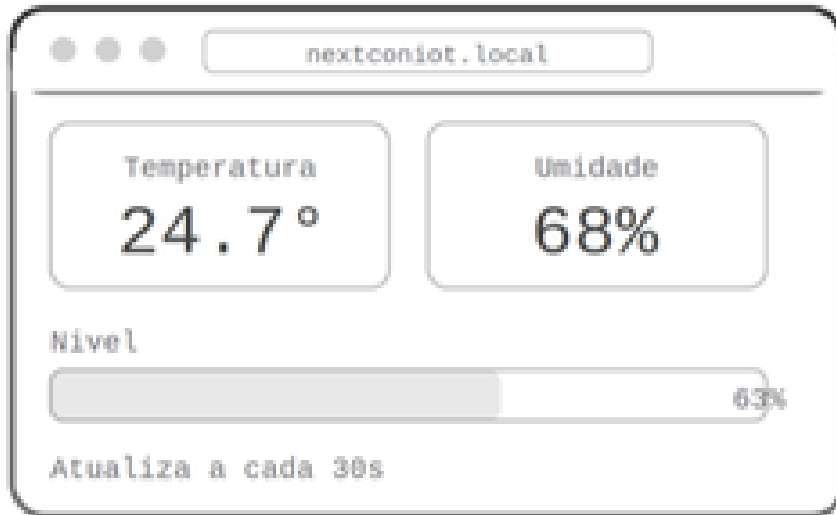 nextconiot.local
Temperatura
24.7°
Umidade
68%
Nivel
63%
Atualiza a cada 30s